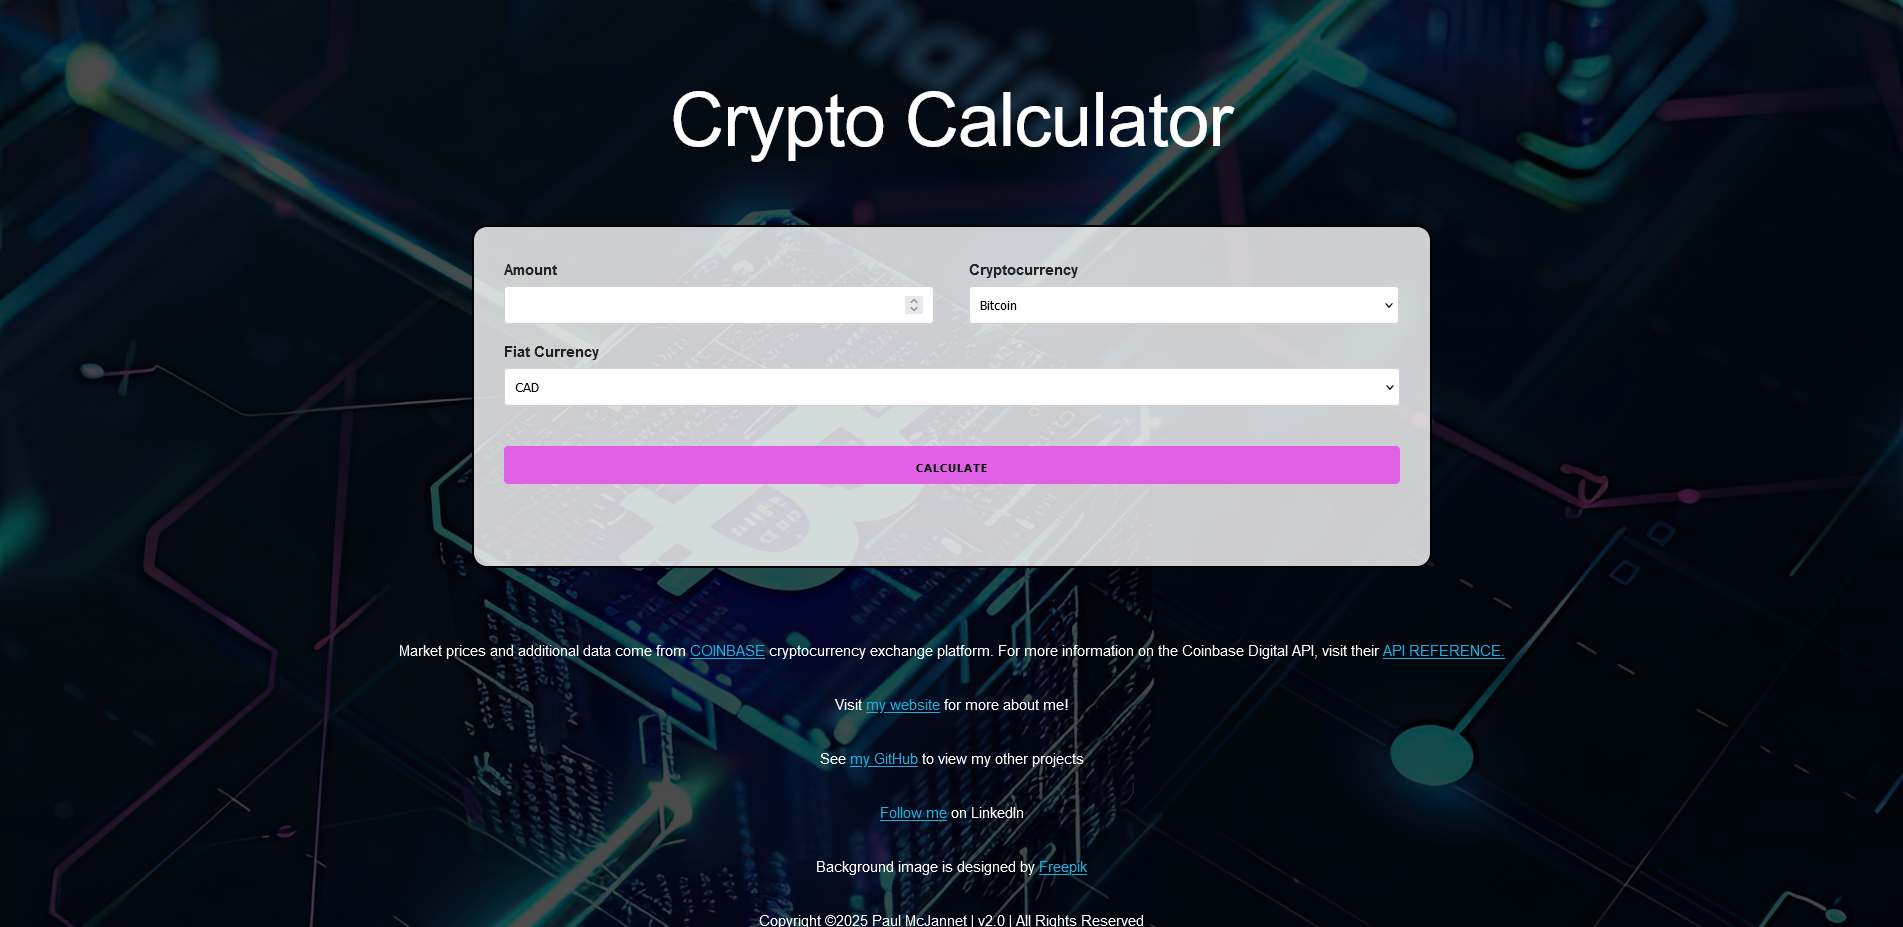 Crypto Calculator
Amount
Cryptocurrency
Bitcoin
Fiat Currency
CAD
CALCULATE
Market prices and additional data come from COINBASE cryptocurrency exchange platform. For more information on the Coinbase Digital API, visit their API REFERENCE.
Visit my website for more about me!
See my GitHub to view my other projects
Follow me on LinkedIn
Background image is designed by Freepik
Copyright ©2025 Paul McJannet | v2.0 | All Rights Reserved